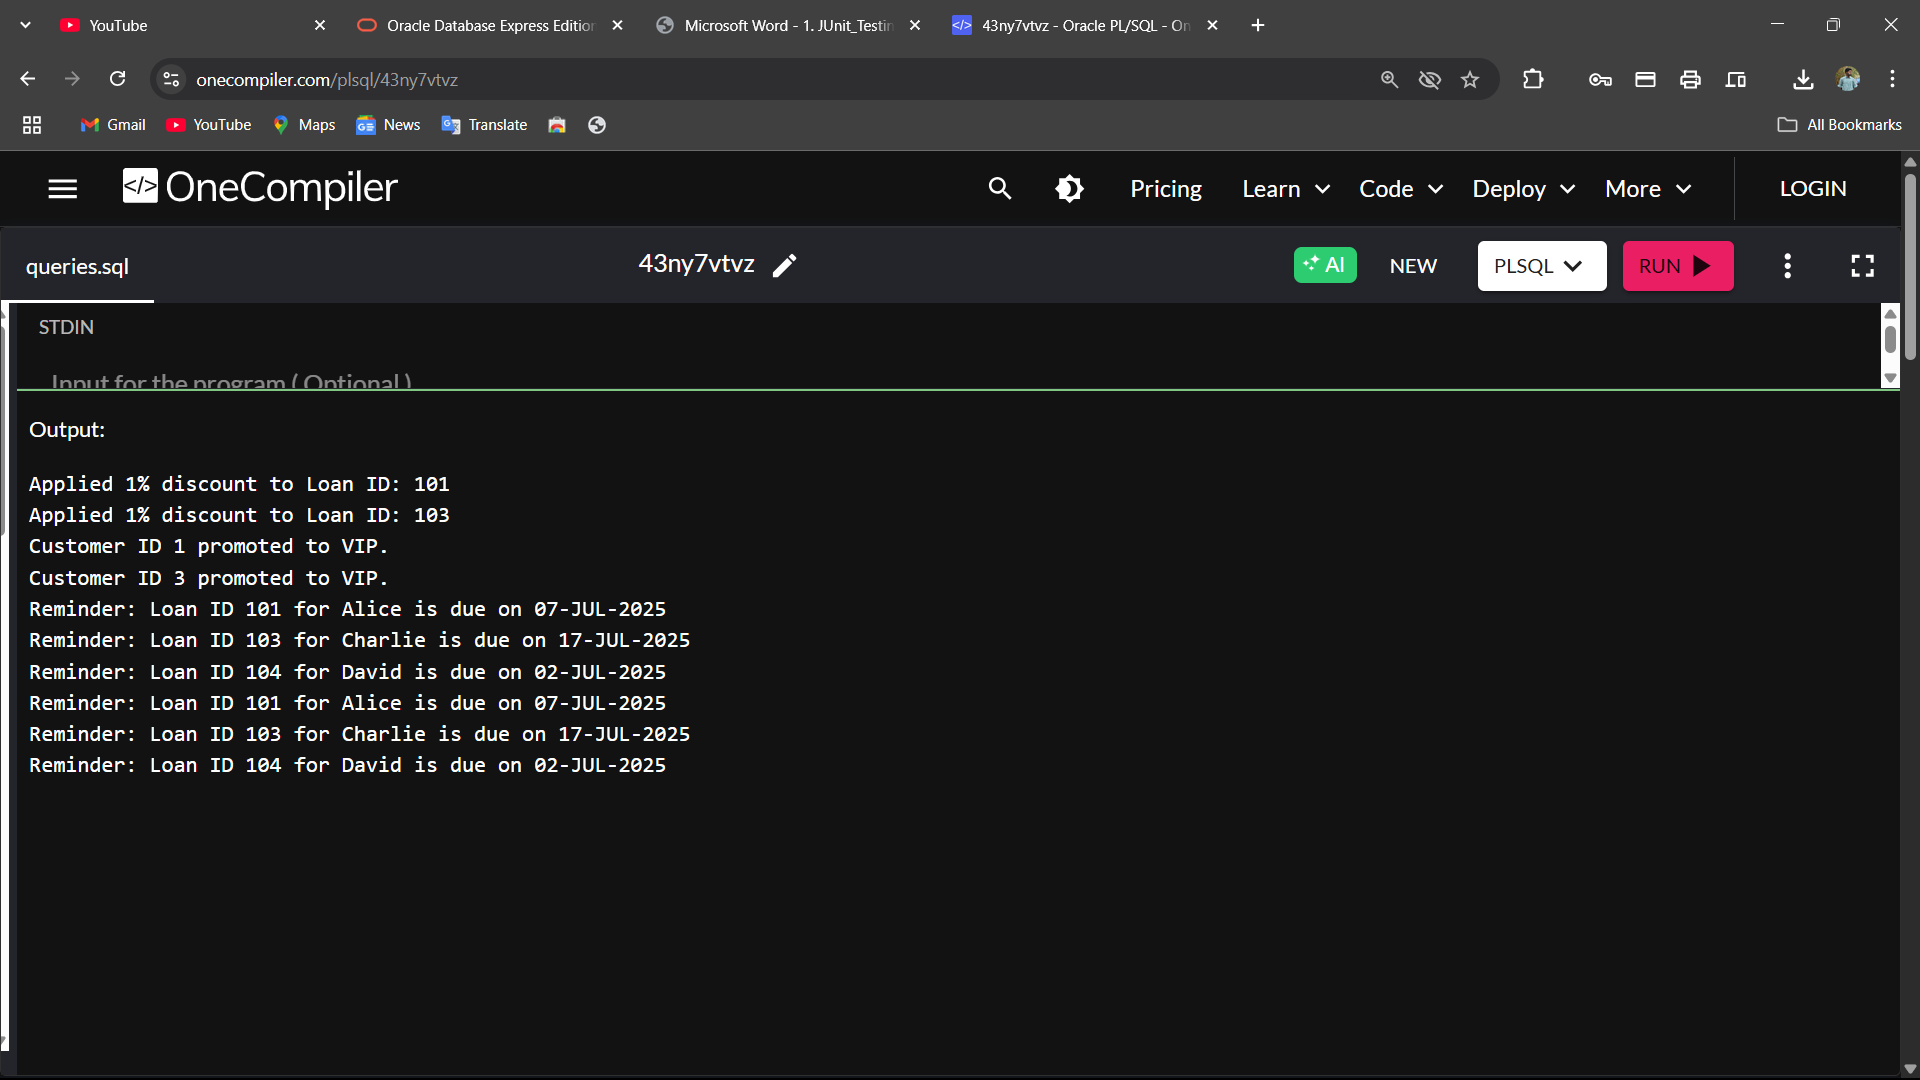 YouTube
Oracle Database Express Edition
Microsoft Word - 1. JUnit_Testin
43ny7vtvz - Oracle PL/SQL - On
onecompiler.com/plsql/43ny7vtvz
Gmail
YouTube
Maps
News
Translate
All Bookmarks
</> OneCompiler
Pricing
Learn
Code
Deploy
More
LOGIN
queries.sql
43ny7vtvz
AI
NEW
PLSQL
RUN
STDIN
Input for the program ( Optional )
Output:
Applied 1% discount to Loan ID: 101
Applied 1% discount to Loan ID: 103
Customer ID 1 promoted to VIP.
Customer ID 3 promoted to VIP.
Reminder: Loan ID 101 for Alice is due on 07-JUL-2025
Reminder: Loan ID 103 for Charlie is due on 17-JUL-2025
Reminder: Loan ID 104 for David is due on 02-JUL-2025
Reminder: Loan ID 101 for Alice is due on 07-JUL-2025
Reminder: Loan ID 103 for Charlie is due on 17-JUL-2025
Reminder: Loan ID 104 for David is due on 02-JUL-2025